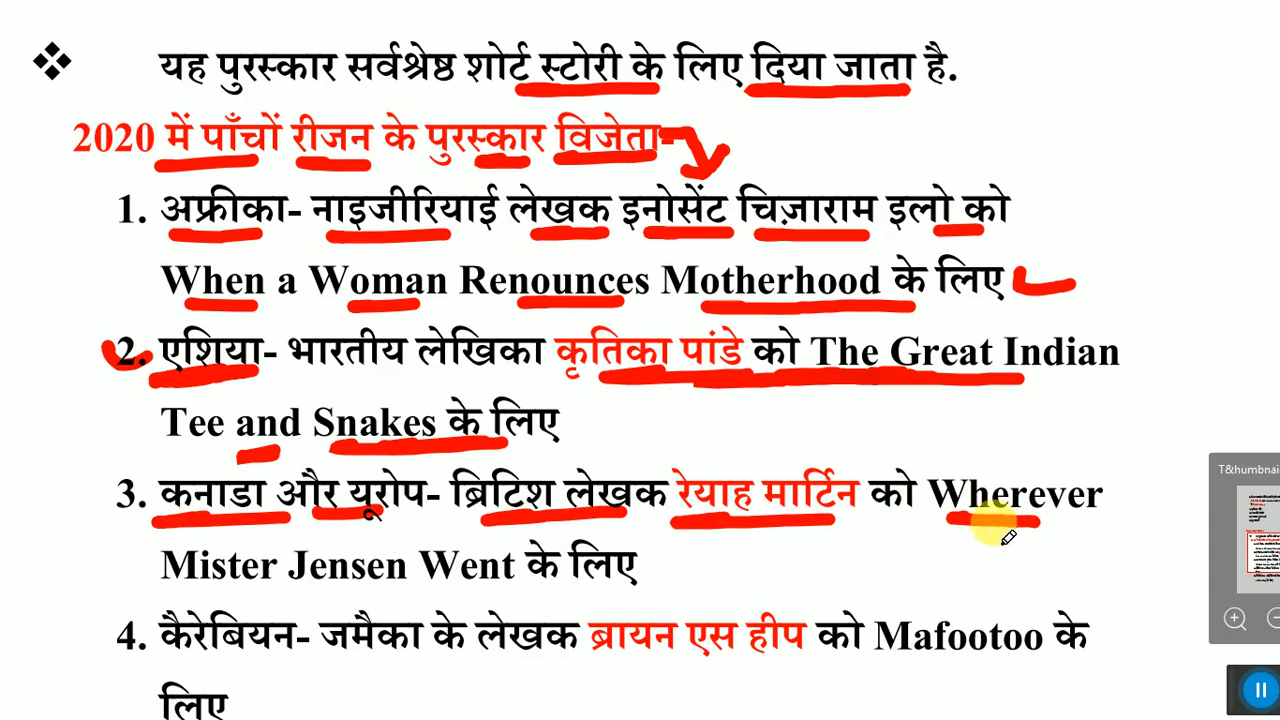 ❖ यह पुरस्कार सर्वश्रेष्ठ शोर्ट स्टोरी के लिए दिया जाता है.
2020 में पाँचों रीजन के पुरस्कार विजेता-
1. अफ्रीका- नाइजीरियाई लेखक इनोसेंट चिज़ाराम इलो को
When a Woman Renounces Motherhood के लिए
2. एशिया- भारतीय लेखिका कृतिका पांडे को The Great Indian
Tee and Snakes के लिए
3. कनाडा और यूरोप- ब्रिटिश लेखक रेयाह मार्टिन को Wherever
Mister Jensen Went के लिए
4. कैरेबियन- जमैका के लेखक ब्रायन एस हीप को Mafootoo के
लिए
T&humbnai